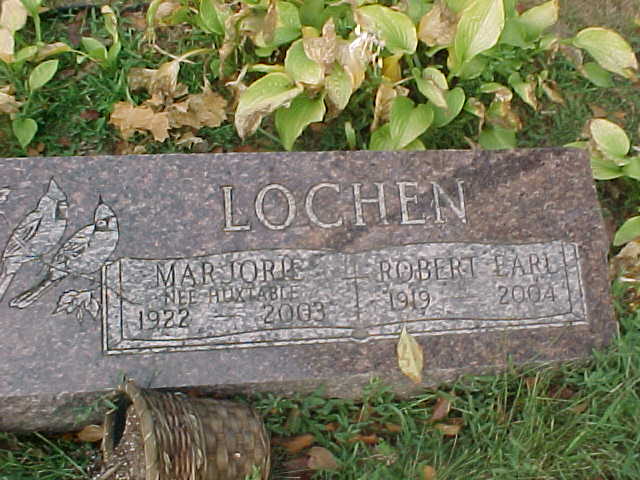 LOCHEN
MARJORIE
NEE HUXTABLE
1922 — 2003
ROBERT EARL
1919 — 2004